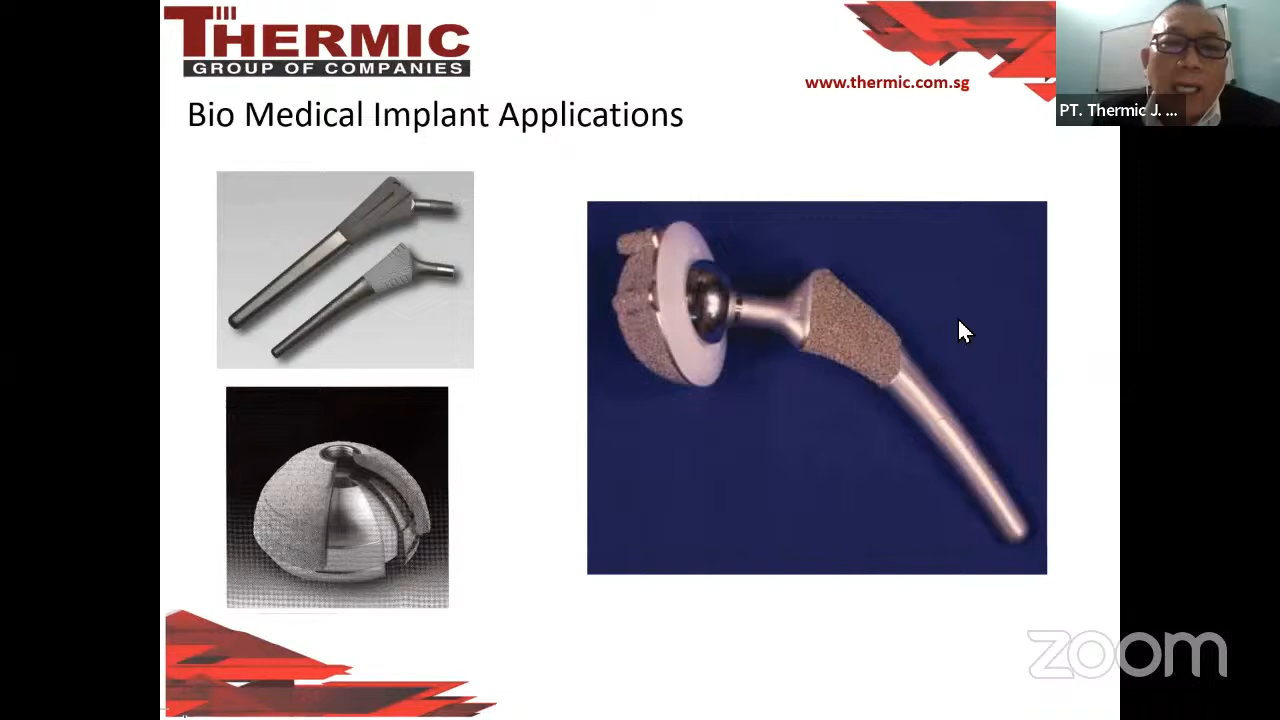 THERMIC
GROUP OF COMPANIES
www.thermic.com.sg
Bio Medical Implant Applications
PT. Thermic J. ...
zoom